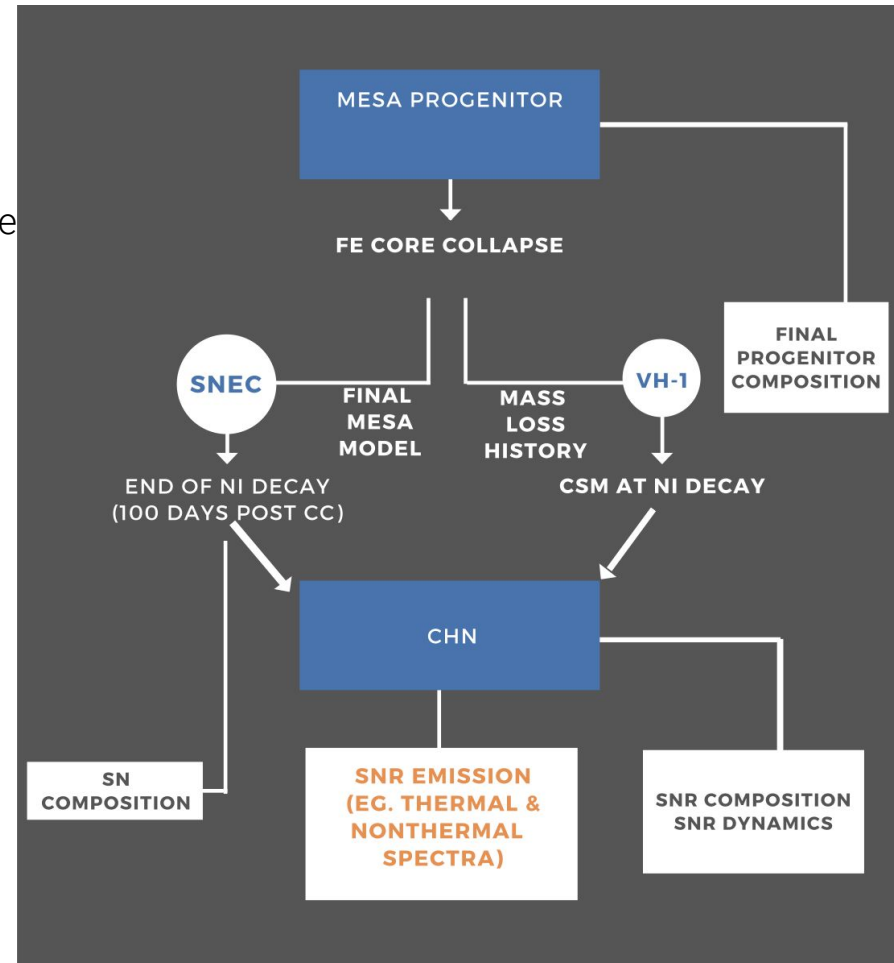 MESA PROGENITOR
e
FE CORE COLLAPSE
FINAL
PROGENITOR
COMPOSITION
SNEC
FINAL
MESA
MODEL
MASS
LOSS
HISTORY
VH-1
END OF NI DECAY
(100 DAYS POST CC)
CSM AT NI DECAY
CHN
SN
COMPOSITION
SNR EMISSION
(EG. THERMAL &
NONTHERMAL
SPECTRA)
SNR COMPOSITION
SNR DYNAMICS